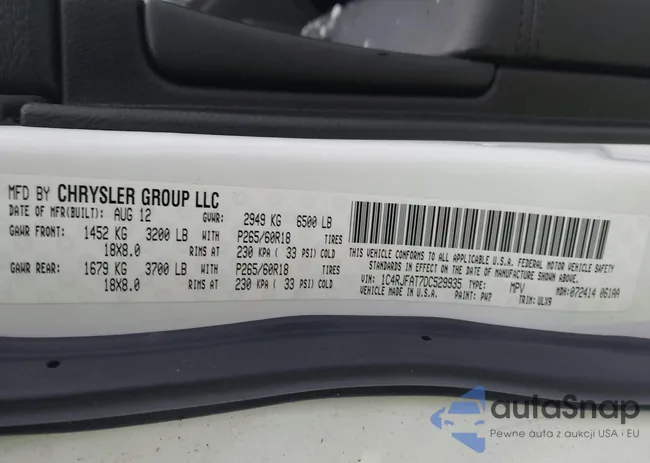 MFD BY CHRYSLER GROUP LLC
DATE OF MFR(BUILT): AUG 12 GVWR: 2949 KG 6500 LB
GAWR FRONT: 1452 KG 3200 LB WITH P265/60R18 TIRES
18X8.0 RIMS AT 230 KPA ( 33 PSI) COLD
GAWR REAR: 1679 KG 3700 LB WITH P265/60R18 TIRES
18X8.0 RIMS AT 230 KPA ( 33 PSI) COLD
THIS VEHICLE CONFORMS TO ALL APPLICABLE U.S.A. FEDERAL MOTOR VEHICLE SAFETY
STANDARDS IN EFFECT ON THE DATE OF MANUFACTURE SHOWN ABOVE.
VIN: 1C4RJFAT7DC529935 TYPE: MPV MDH:072414 061AA
MADE IN U.S.A. PAINT: PW7 TRIM: ULX9
autaSnap
Pewne auta z aukcji USA i EU